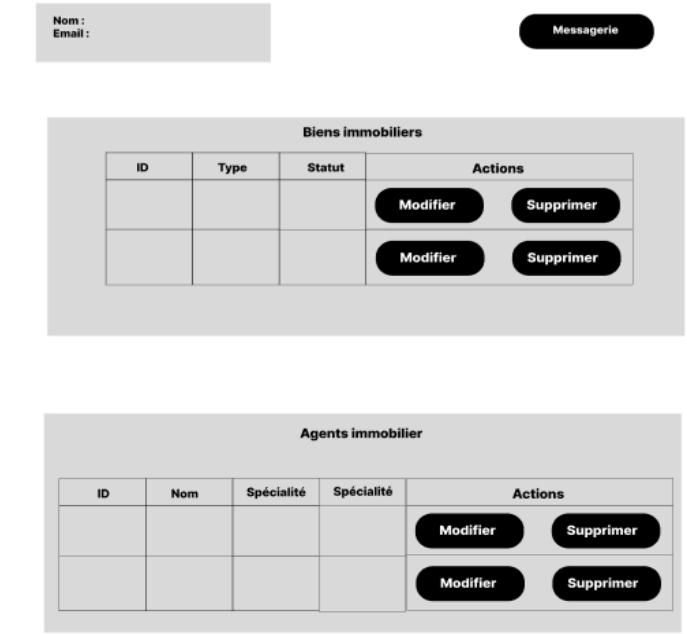 Nom :
Email :
Messagerie
Biens immobiliers
ID Type Statut Actions
Modifier Supprimer
Modifier Supprimer
Agents immobilier
ID Nom Spécialité Spécialité Actions
Modifier Supprimer
Modifier Supprimer